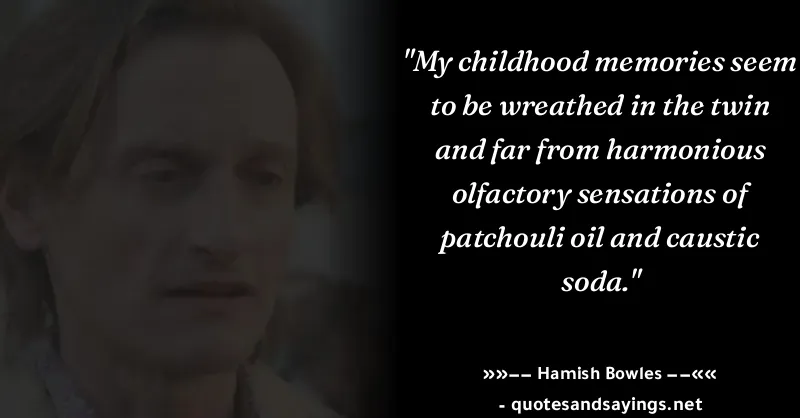 "My childhood memories seem
to be wreathed in the twin
and far from harmonious
olfactory sensations of
patchouli oil and caustic
soda."
»»–– Hamish Bowles ––««
- quotesandsayings.net